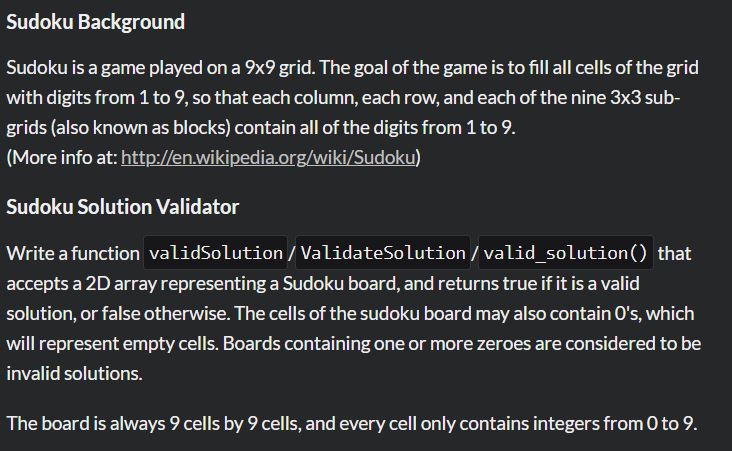 Sudoku Background
Sudoku is a game played on a 9x9 grid. The goal of the game is to fill all cells of the grid
with digits from 1 to 9, so that each column, each row, and each of the nine 3x3 sub-
grids (also known as blocks) contain all of the digits from 1 to 9.
(More info at: http://en.wikipedia.org/wiki/Sudoku)
Sudoku Solution Validator
Write a function validSolution/ValidateSolution/valid_solution() that
accepts a 2D array representing a Sudoku board, and returns true if it is a valid
solution, or false otherwise. The cells of the sudoku board may also contain 0's, which
will represent empty cells. Boards containing one or more zeroes are considered to be
invalid solutions.
The board is always 9 cells by 9 cells, and every cell only contains integers from 0 to 9.